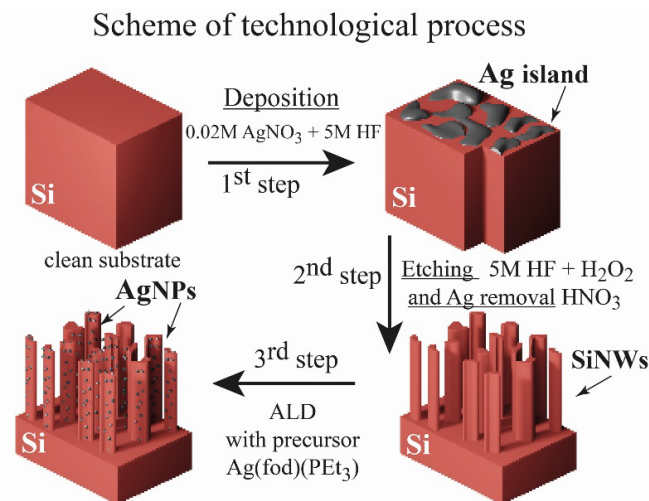 Scheme of technological process
Deposition
0.02M AgNO₃ + 5M HF
1st step
Ag island
Si
Si
clean substrate
2nd step
Etching 5M HF + H₂O₂
and Ag removal HNO₃
AgNPs
3rd step
SiNWs
ALD
with precursor
Ag(fod)(PEt₃)
Si
Si